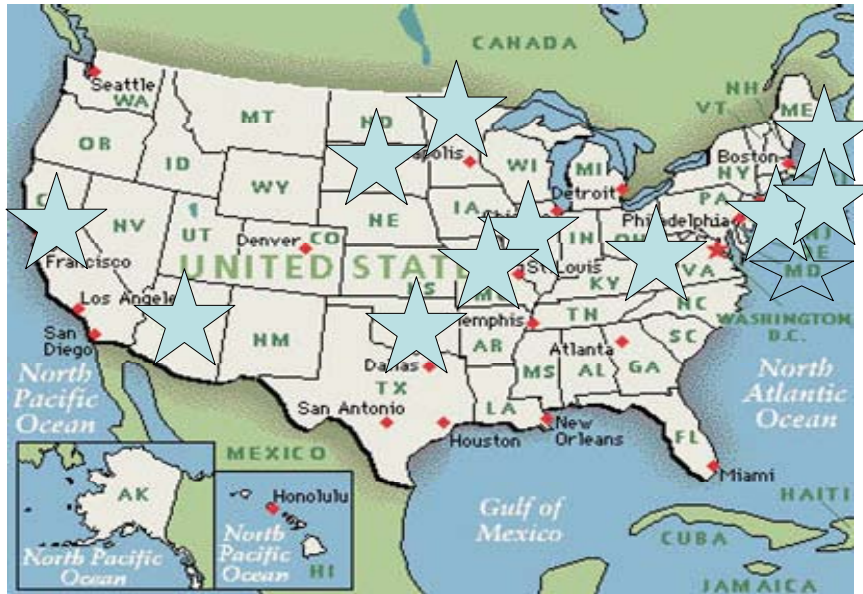 CANADA
Seattle
WA
MT
ND
NH
VT
ME
OR
ID
WY
WI
MI
Boston
NY
Detroit
NV
UT
NE
IA
PA
Philadelphia
Denver
CO
IN
UNITED STAT
St. Louis
KY
VA
MD
Francisco
Los Angele
San
Diego
NM
TN
NC
WASHINGTON
D.C.
AR
SC
Atlanta
MS
AL
GA
Dallas
TX
LA
San Antonio
Houston
New
Orleans
FL
Miami
North
Pacific
Ocean
North
Atlantic
Ocean
MEXICO
Gulf of
Mexico
AK
North Pacific
Ocean
Honolulu
North
Pacific
Ocean
HI
HAITI
CUBA
JAMAICA